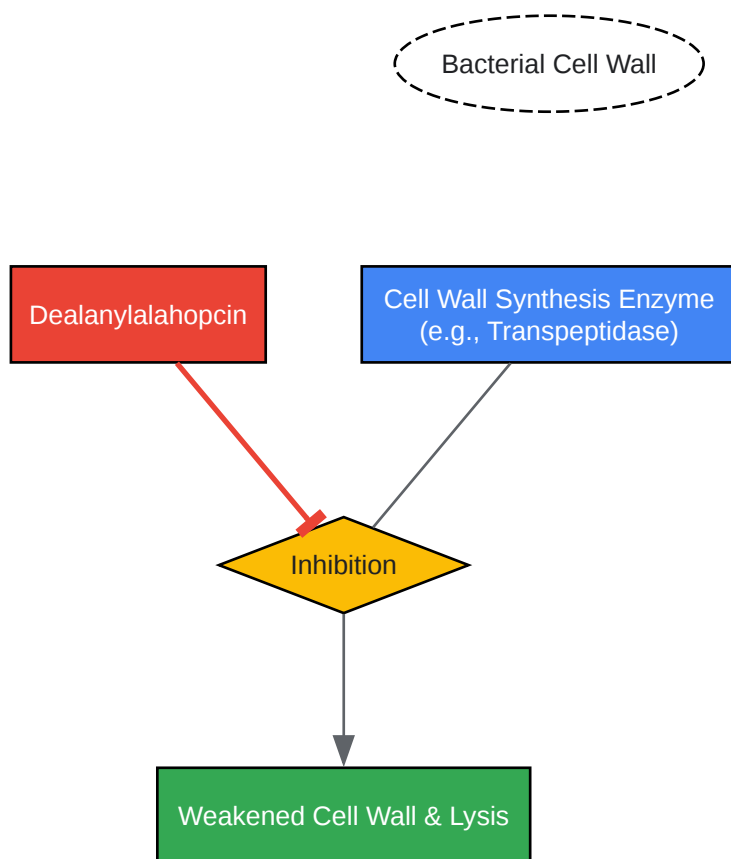 Bacterial Cell Wall
Dealanylalahopcin
Cell Wall Synthesis Enzyme
(e.g., Transpeptidase)
Inhibition
Weakened Cell Wall & Lysis